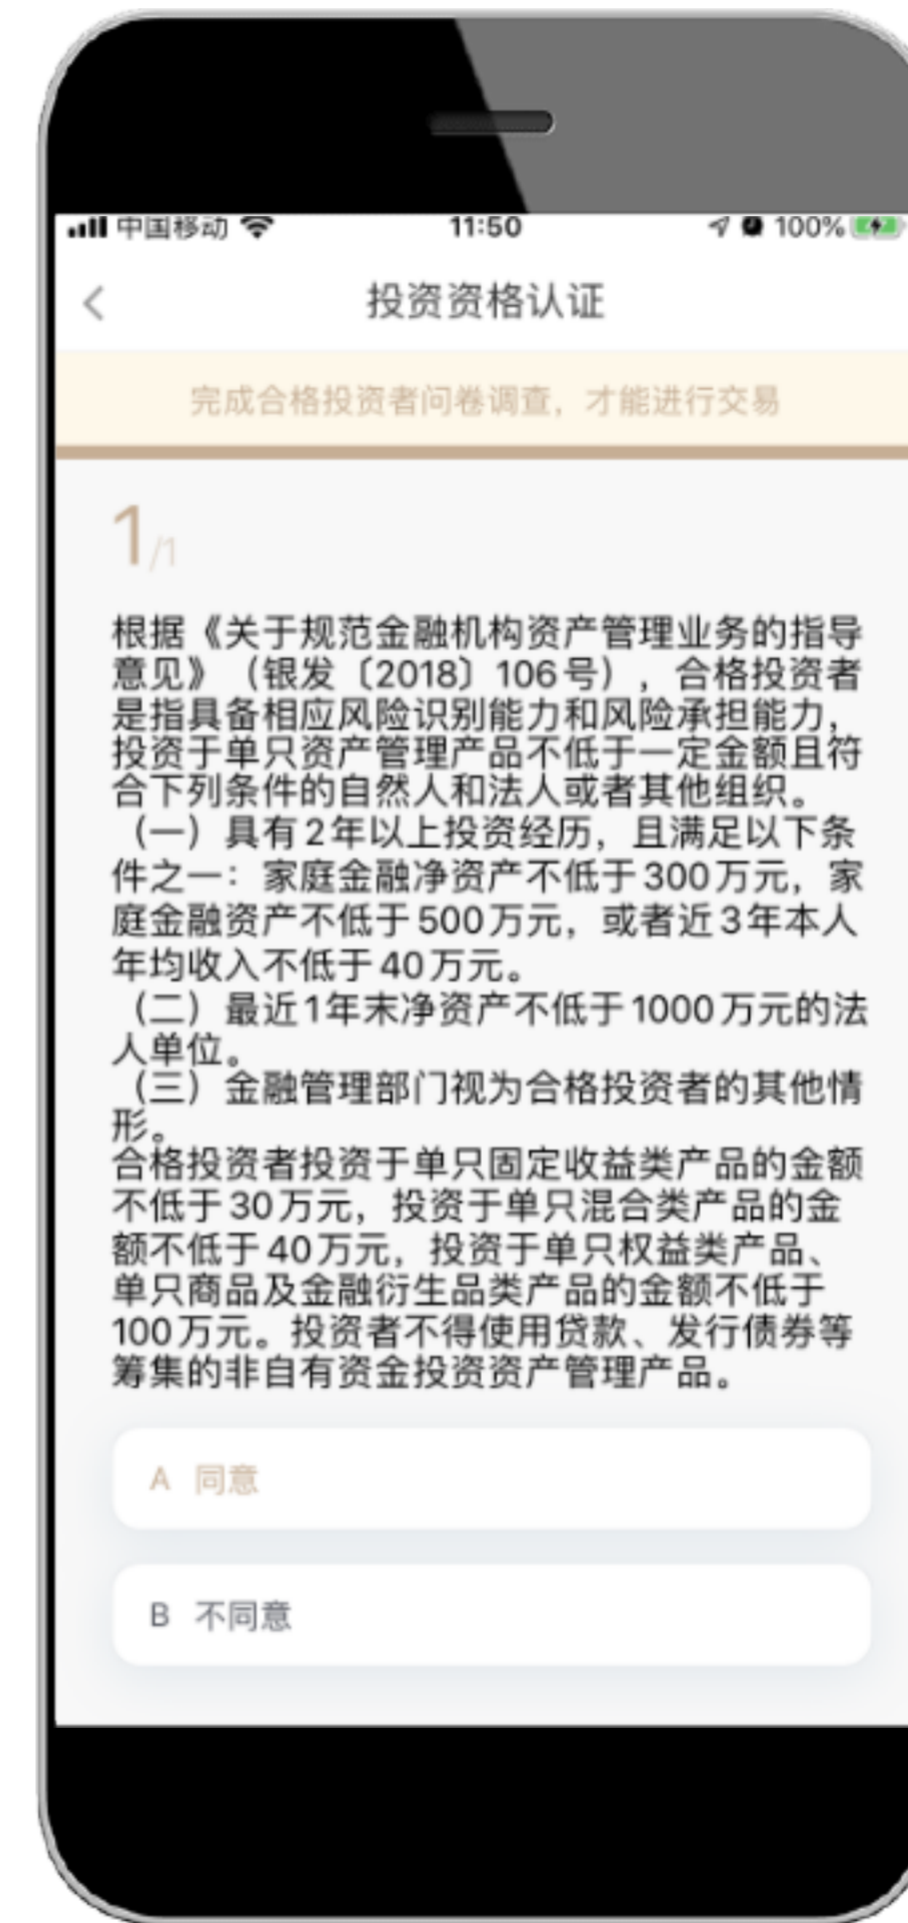 中国移动 11:50 100%
投资资格认证
完成合格投资者问卷调查，才能进行交易
1/1
根据《关于规范金融机构资产管理业务的指导
意见》（银发〔2018〕106号），合格投资者
是指具备相应风险识别能力和风险承担能力，
投资于单只资产管理产品不低于一定金额且符
合下列条件的自然人和法人或者其他组织。
（一）具有2年以上投资经历，且满足以下条
件之一：家庭金融净资产不低于300万元，家
庭金融资产不低于500万元，或者近3年本人
年均收入不低于40万元。
（二）最近1年末净资产不低于1000万元的法
人单位。
（三）金融管理部门视为合格投资者的其他情
形。
合格投资者投资于单只固定收益类产品的金额
不低于30万元，投资于单只混合类产品的金
额不低于40万元，投资于单只权益类产品、
单只商品及金融衍生品类产品的金额不低于
100万元。投资者不得使用贷款、发行债券等
筹集的非自有资金投资资产管理产品。
A 同意
B 不同意